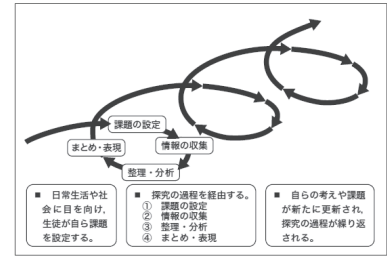 課題の設定
まとめ・表現
情報の収集
整理・分析
■ 日常生活や社
会に目を向け,
生徒が自ら課題
を設定する。
■ 探究の過程を経由する。
① 課題の設定
② 情報の収集
③ 整理・分析
④ まとめ・表現
■ 自らの考えや課題
が新たに更新され,
探究の過程が繰り返
される。